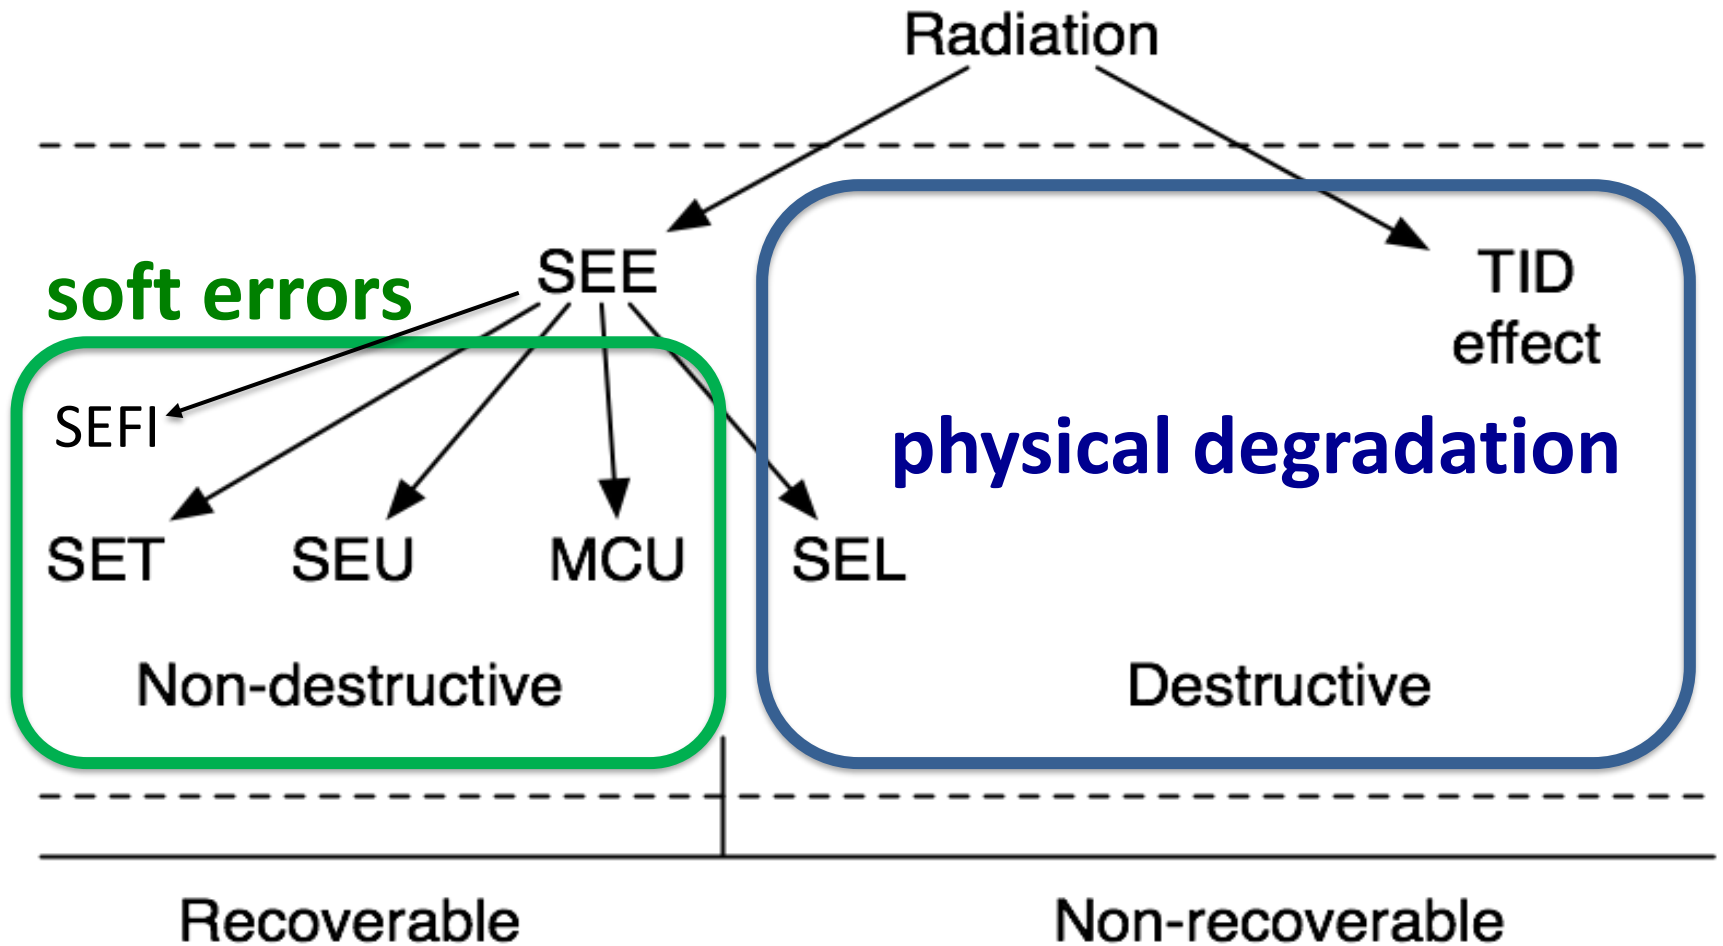 Radiation
SEE
TID
effect
soft errors
SEFI
physical degradation
SET
SEU
MCU
SEL
Non-destructive
Destructive
Recoverable
Non-recoverable